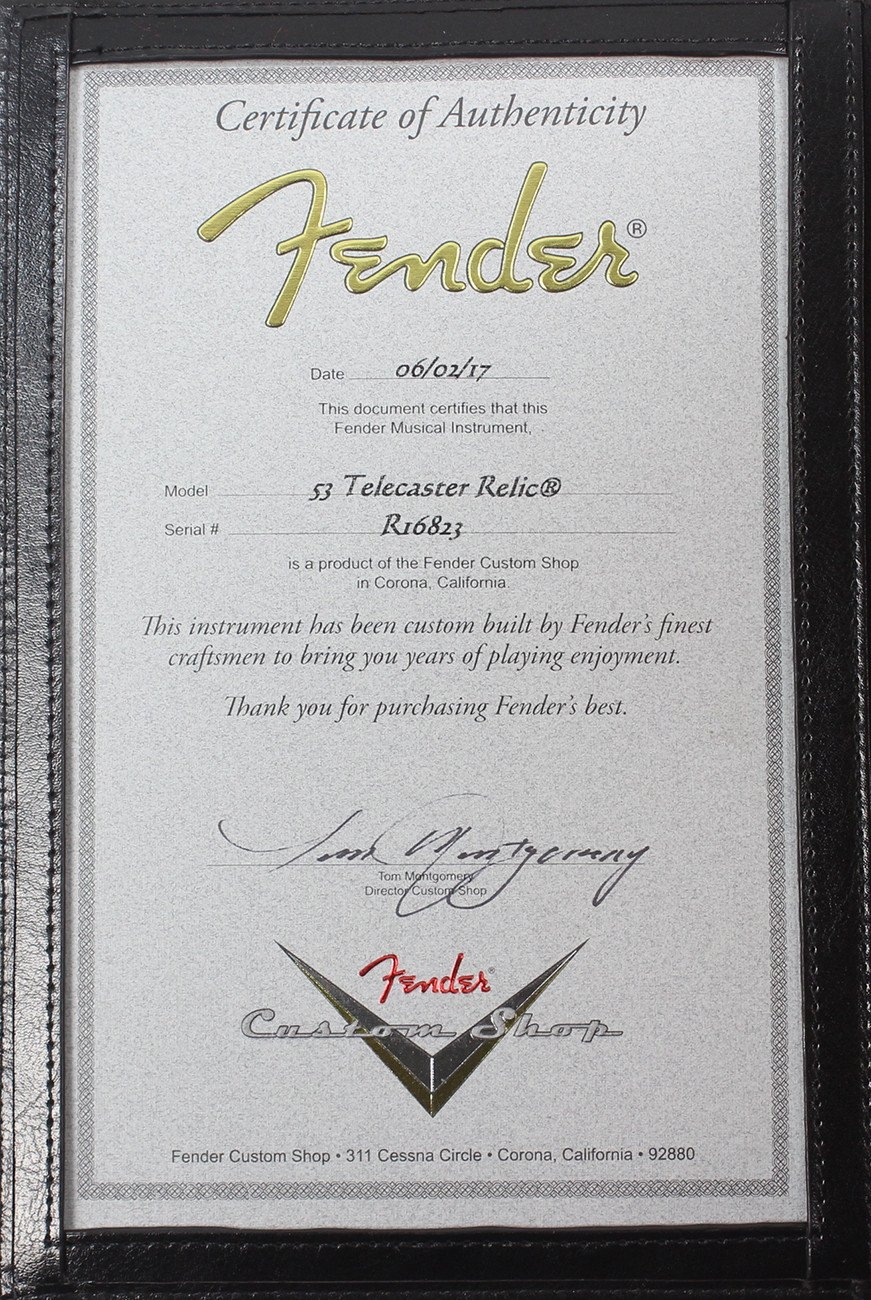 Certificate of Authenticity
Fender®
Date 06/02/17
This document certifies that this
Fender Musical Instrument,
Model 53 Telecaster Relic®
Serial # R16823
is a product of the Fender Custom Shop
in Corona, California.
This instrument has been custom built by Fender's finest
craftsmen to bring you years of playing enjoyment.
Thank you for purchasing Fender's best.
Tom Montgomery
Tom Montgomery
Director Custom Shop
Fender®
Custom Shop
Fender Custom Shop • 311 Cessna Circle • Corona, California • 92880